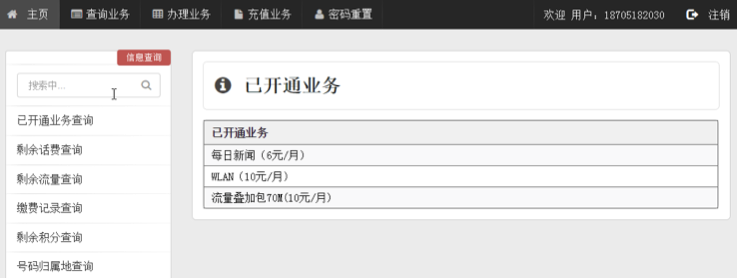 主页 查询业务 办理业务 充值业务 密码重置 欢迎 用户：18705182030 注销
信息查询
搜索中...
已开通业务查询
剩余话费查询
剩余流量查询
缴费记录查询
剩余积分查询
号码归属地查询
已开通业务
已开通业务
每日新闻（6元/月）
WLAN（10元/月）
流量叠加包70M(10元/月）